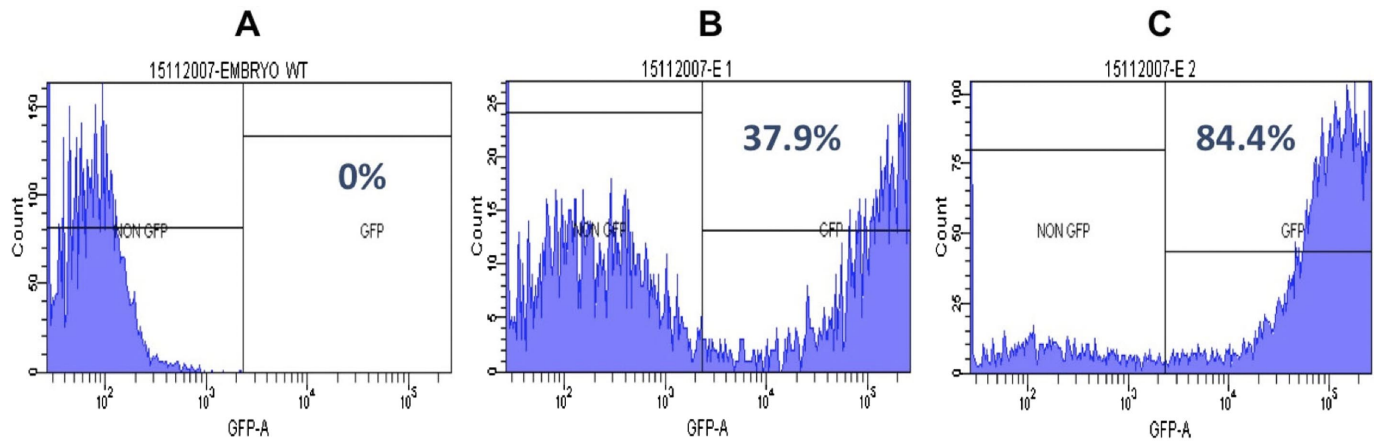 A
B
C
15112007-EMBRYO WT
15112007-E 1
15112007-E 2
Count
0
50
100
150
NON GFP
0%
GFP
10²
10³
10⁴
10⁵
GFP-A
Count
0
5
10
15
20
25
NON GFP
37.9%
GFP
10²
10³
10⁴
10⁵
GFP-A
Count
0
25
50
75
100
NON GFP
84.4%
GFP
10²
10³
10⁴
10⁵
GFP-A